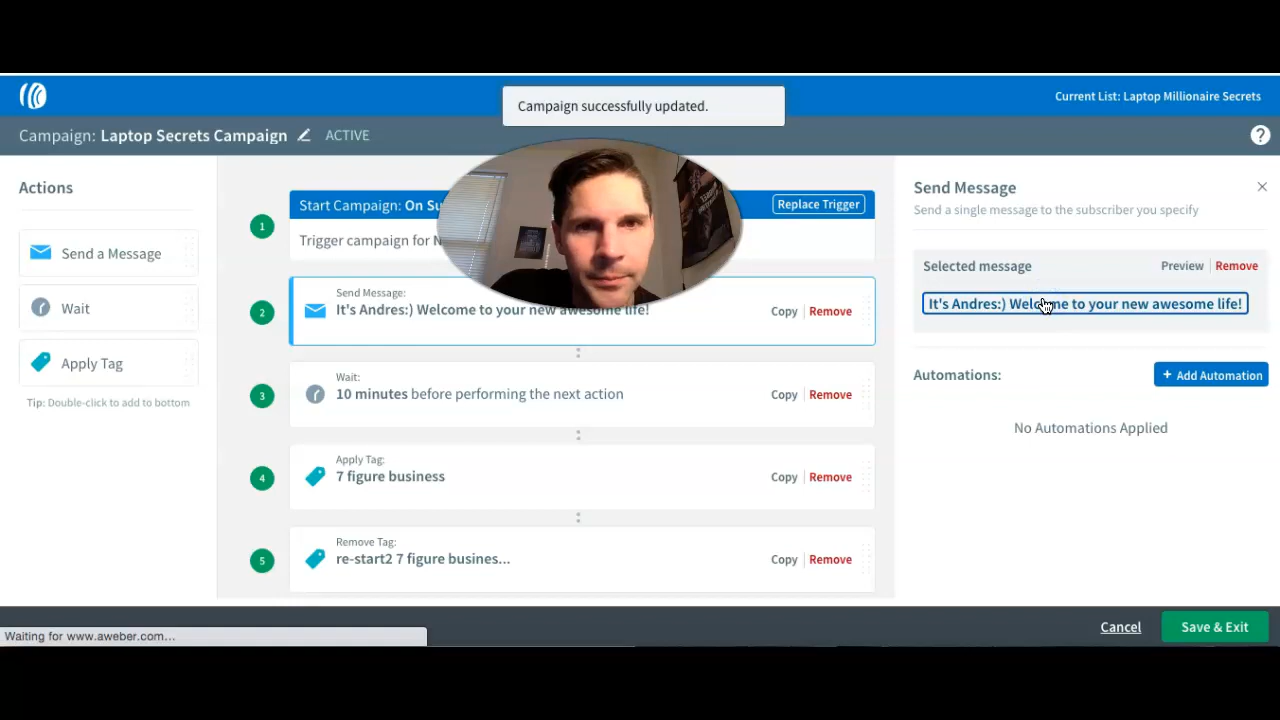 Campaign successfully updated.
Current List: Laptop Millionaire Secrets
Campaign: Laptop Secrets Campaign
ACTIVE
?
Actions
Send a Message
Wait
Apply Tag
Tip: Double-click to add to bottom
1
Start Campaign: On Su
Replace Trigger
Trigger campaign for N
2
Send Message:
It's Andres:) Welcome to your new awesome life!
Copy
Remove
3
Wait:
10 minutes before performing the next action
Copy
Remove
4
Apply Tag:
7 figure business
Copy
Remove
5
Remove Tag:
re-start2 7 figure busines...
Copy
Remove
Send Message
Send a single message to the subscriber you specify
Selected message
Preview
Remove
It's Andres:) Welcome to your new awesome life!
Automations:
+ Add Automation
No Automations Applied
Waiting for www.aweber.com...
Cancel
Save & Exit